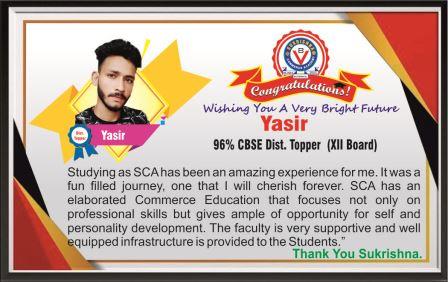 Congratulations!
Wishing You A Very Bright Future
Yasir
96% CBSE Dist. Topper (XII Board)
Dist.
Topper
Yasir
Studying as SCA has been an amazing experience for me. It was a
fun filled journey, one that I will cherish forever. SCA has an
elaborated Commerce Education that focuses not only on
professional skills but gives ample of opportunity for self and
personality development. The faculty is very supportive and well
equipped infrastructure is provided to the Students.”
Thank You Sukrishna.